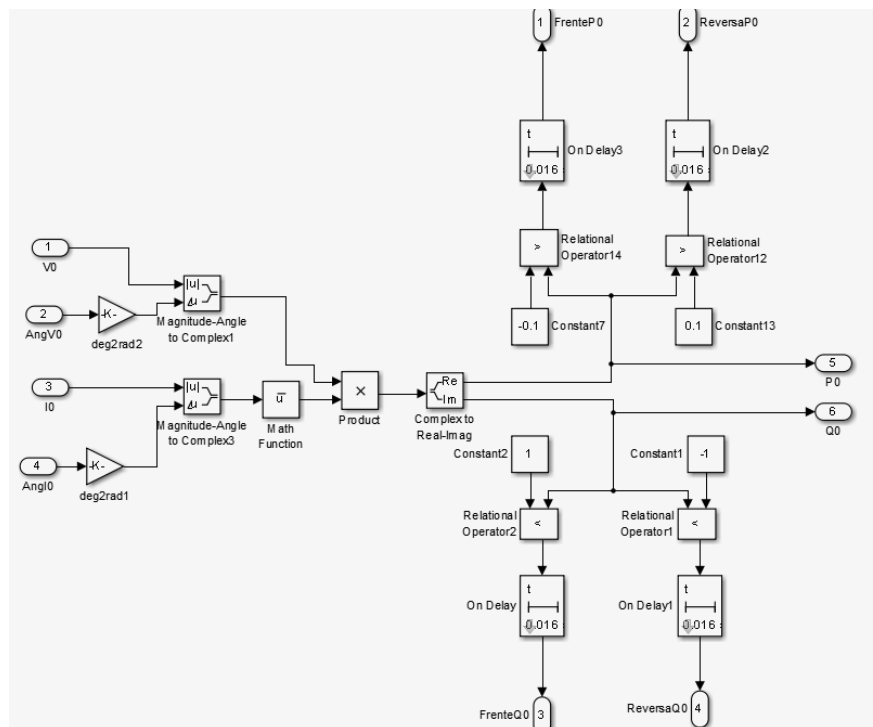 1 FrenteP0
2 ReversaP0
t
0.016
On Delay3
t
0.016
On Delay2
Relational
Operator14
Relational
Operator12
-0.1
Constant7
0.1
Constant13
1
V0
2
AngV0
-K-
deg2rad2
|u|
u
Magnitude-Angle
to Complex1
3
I0
4
AngI0
-K-
deg2rad1
|u|
u
Magnitude-Angle
to Complex3
u
Math
Function
×
Product
Re
Im
Complex to
Real-Imag
5
P0
6
Q0
Constant2
1
Constant1
-1
Relational
Operator2
<
Relational
Operator1
<
On Delay
t
0.016
On Delay1
t
0.016
FrenteQ0 3
ReversaQ0 4